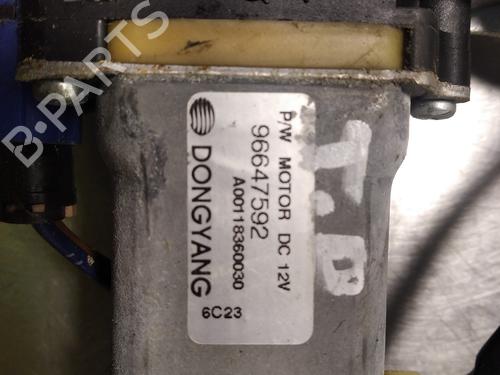 P/W MOTOR DC 12V
96647592
A00118360030
DONGYANG
6C23
T.D
B-PARTS